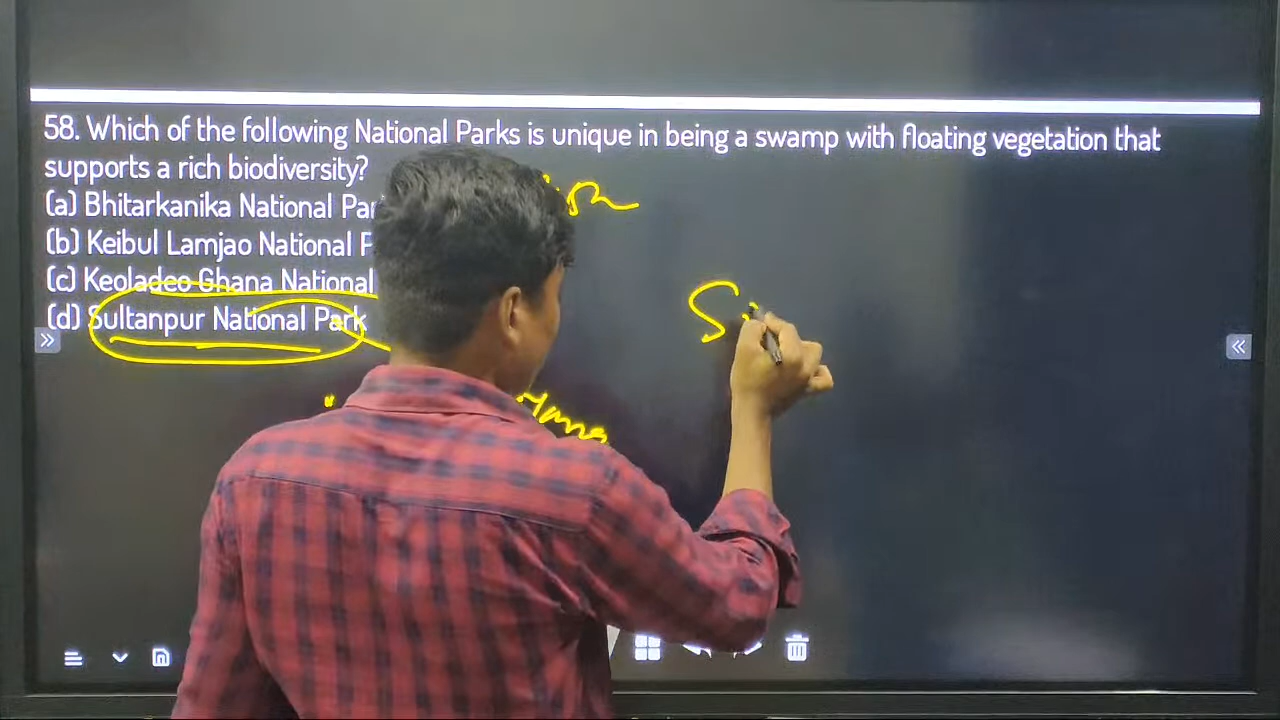 58. Which of the following National Parks is unique in being a swamp with floating vegetation that
supports a rich biodiversity?
(a) Bhitarkanika National
(b) Keibul Lamjao National
(c) Keoladeo Ghana National
(d) Sultanpur National Park